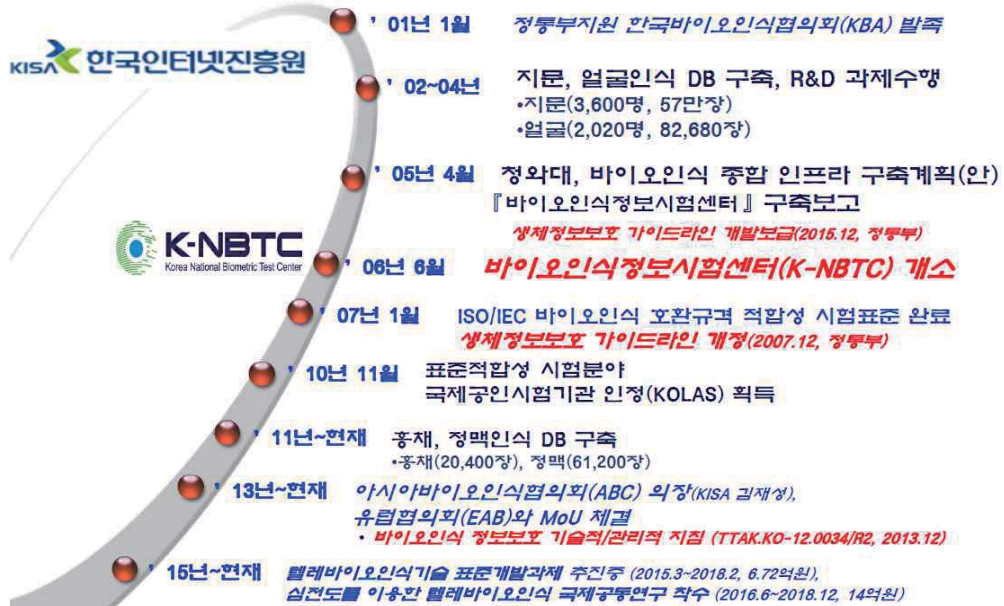 ' 01년 1월 정통부지원 한국바이오인식협의회(KBA) 발족
KISA 한국인터넷진흥원
' 02~04년 지문, 얼굴인식 DB 구축, R&D 과제수행
•지문(3,600명, 57만장)
•얼굴(2,020명, 82,680장)
' 05년 4월 청와대, 바이오인식 종합 인프라 구축계획(안)
『바이오인식정보시험센터』 구축보고
생체정보보호 가이드라인 개발보급(2015.12, 정통부)
K-NBTC
Korea National Biometric Test Center
' 06년 6월 바이오인식정보시험센터(K-NBTC) 개소
' 07년 1월 ISO/IEC 바이오인식 호환규격 적합성 시험표준 완료
생체정보보호 가이드라인 개정(2007.12, 정통부)
' 10년 11월 표준적합성 시험분야
국제공인시험기관 인정(KOLAS) 획득
' 11년~현재 홍채, 정맥인식 DB 구축
•홍채(20,400장), 정맥(61,200장)
' 13년~현재 아시아바이오인식협의회(ABC) 의장(KISA 김재성),
유럽협의회(EAB)와 MoU 체결
• 바이오인식 정보보호 기술적/관리적 지침 (TTAK.KO-12.0034/R2, 2013.12)
' 15년~현재 텔레바이오인식기술 표준개발과제 추진중 (2015.3~2018.2, 6.72억원),
심전도를 이용한 텔레바이오인식 국제공동연구 착수 (2016.6~2018.12, 14억원)